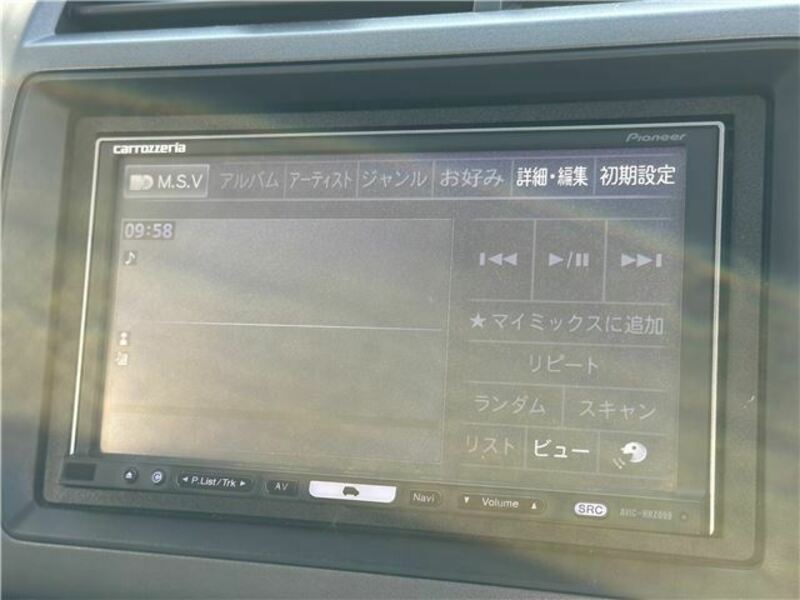 carrozzeria
Pioneer
M.S.V アルバム アーティスト ジャンル お好み 詳細・編集 初期設定
09:58
★マイミックスに追加
リピート
ランダム スキャン
リスト ビュー
P.List/Trk AV Navi Volume SRC